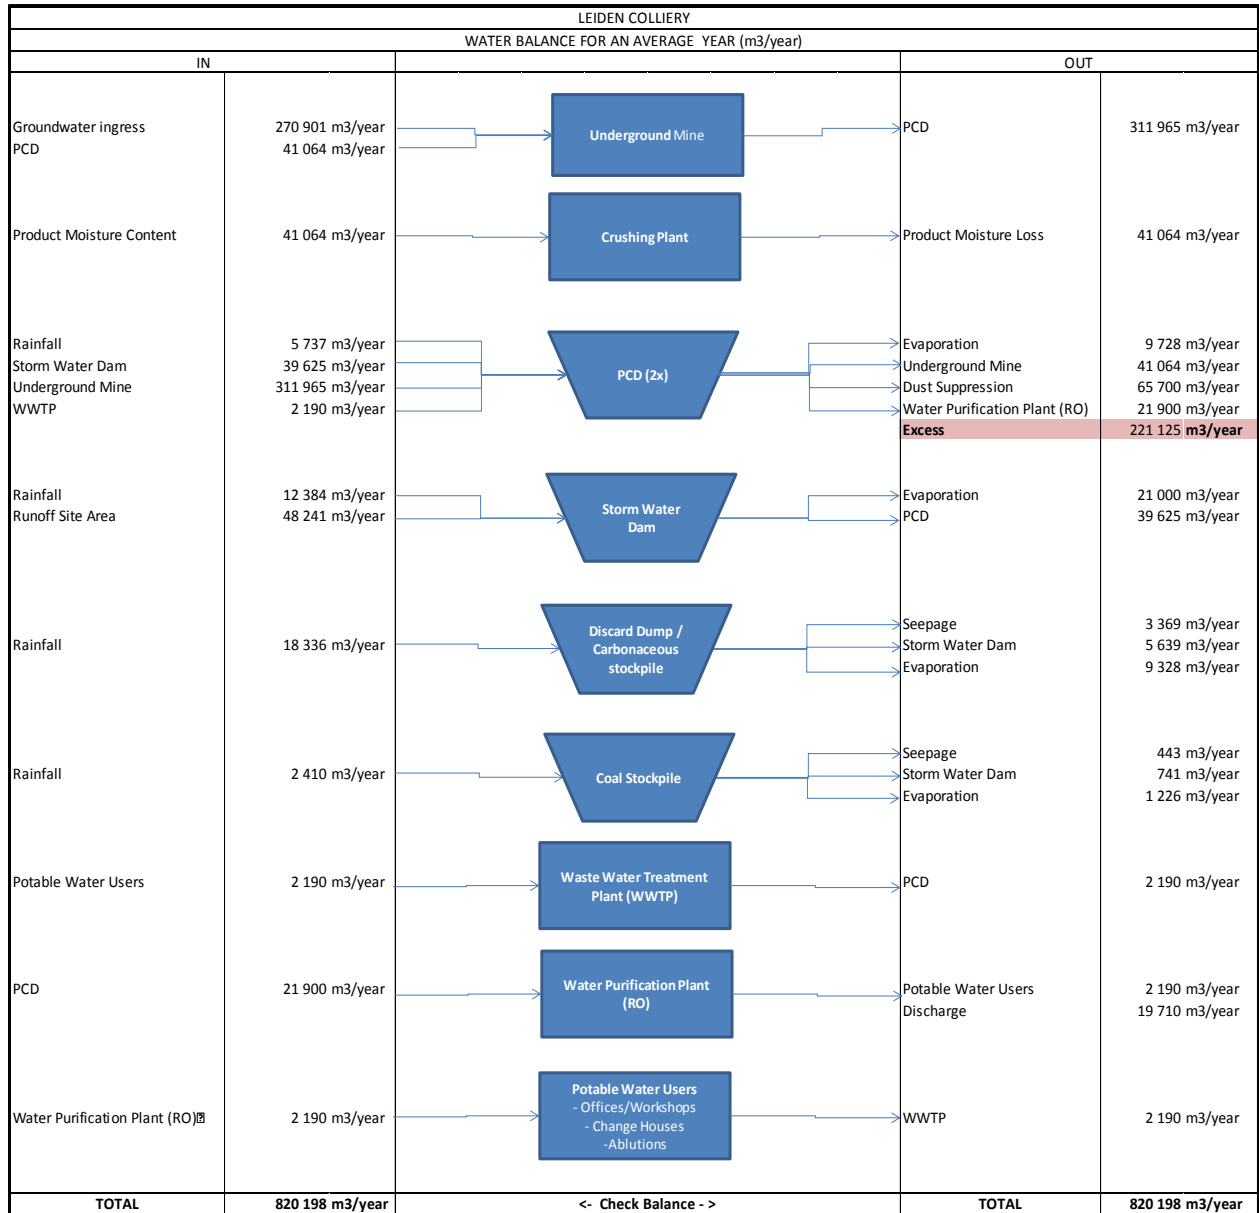 LEIDEN COLLIERY
WATER BALANCE FOR AN AVERAGE YEAR (m3/year)
IN OUT
Groundwater ingress 270 901 m3/year Underground Mine PCD 311 965 m3/year
PCD 41 064 m3/year
Product Moisture Content 41 064 m3/year Crushing Plant Product Moisture Loss 41 064 m3/year
Rainfall 5 737 m3/year Evaporation 9 728 m3/year
Storm Water Dam 39 625 m3/year PCD (2x) Underground Mine 41 064 m3/year
Underground Mine 311 965 m3/year Dust Suppression 65 700 m3/year
WWTP 2 190 m3/year Water Purification Plant (RO) 21 900 m3/year
Excess 221 125 m3/year
Rainfall 12 384 m3/year Storm Water Evaporation 21 000 m3/year
Runoff Site Area 48 241 m3/year Dam PCD 39 625 m3/year
Discard Dump / Seepage 3 369 m3/year
Rainfall 18 336 m3/year Carbonaceous Storm Water Dam 5 639 m3/year
stockpile Evaporation 9 328 m3/year
Seepage 443 m3/year
Rainfall 2 410 m3/year Coal Stockpile Storm Water Dam 741 m3/year
Evaporation 1 226 m3/year
Potable Water Users 2 190 m3/year Waste Water Treatment PCD 2 190 m3/year
Plant (WWTP)
PCD 21 900 m3/year Water Purification Plant Potable Water Users 2 190 m3/year
(RO) Discharge 19 710 m3/year
Potable Water Users
- Offices/Workshops
Water Purification Plant (RO) 2 190 m3/year - Change Houses WWTP 2 190 m3/year
-Ablutions
TOTAL 820 198 m3/year <- Check Balance - > TOTAL 820 198 m3/year